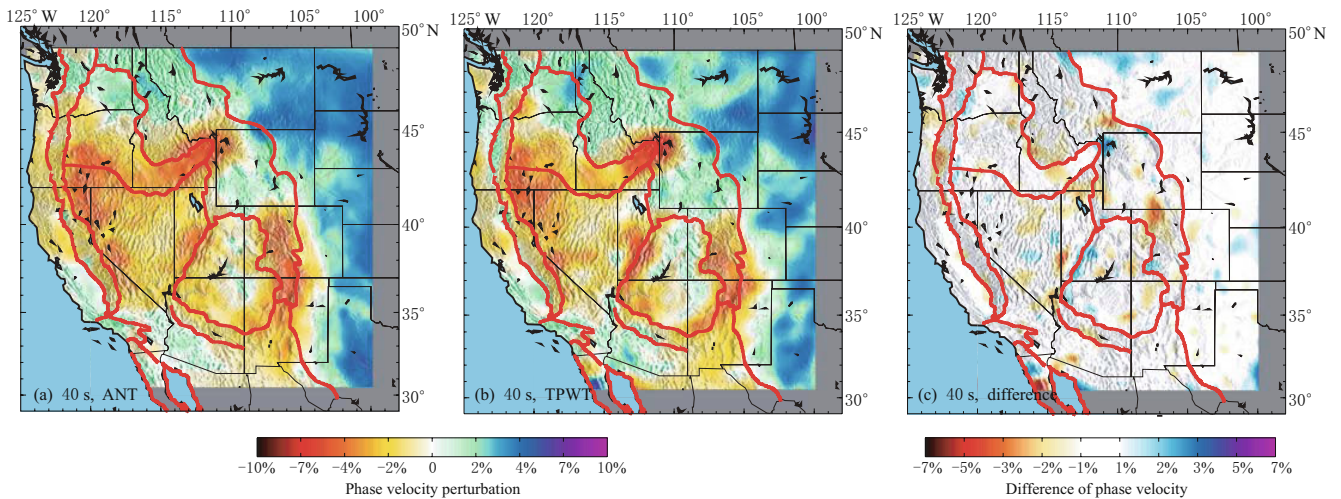 125° W 120° 115° 110° 105° 100° 125° W 120° 115° 110° 105° 100° 125° W 120° 115° 110° 105° 100°
50° N 50° N 50° N
45° 45° 45°
40° 40° 40°
35° 35° 35°
(a) 40 s, ANT (b) 40 s, TPWT (c) 40 s, difference
30° 30° 30°
29° 29° 29°
−10% −7% −4% −2% 0 2% 4% 7% 10% −7% −5% −3% −2% −1% 1% 2% 3% 5% 7%
Phase velocity perturbation Difference of phase velocity